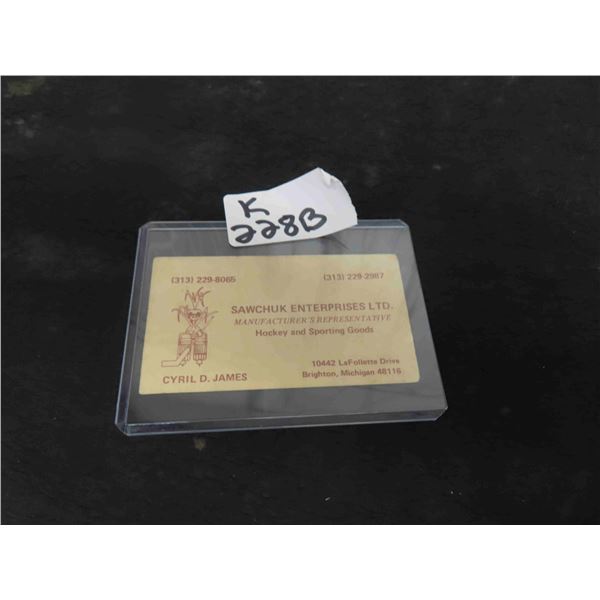 K
228B
(313) 229-8065 (313) 229-2987
SAWCHUK ENTERPRISES LTD.
MANUFACTURER'S REPRESENTATIVE
Hockey and Sporting Goods
10442 LaFollette Drive
CYRIL D. JAMES Brighton, Michigan 48116